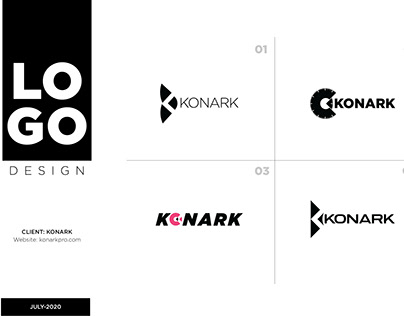 LO
GO
DESIGN
CLIENT: KONARK
Website: konarkpro.com
JULY-2020
01
KONARK
KONARK
03
KONARK
KONARK